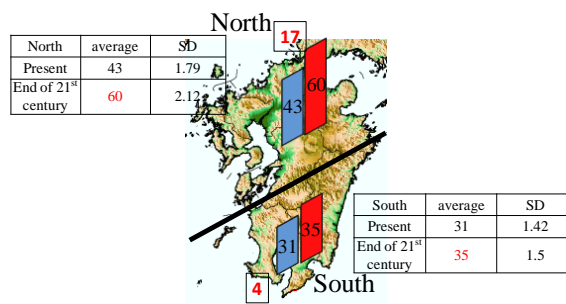 North
17
North average SD
Present 43 1.79
End of 21st century 60 2.12
60
43
South average SD
Present 31 1.42
End of 21st century 35 1.5
35
31
4
South